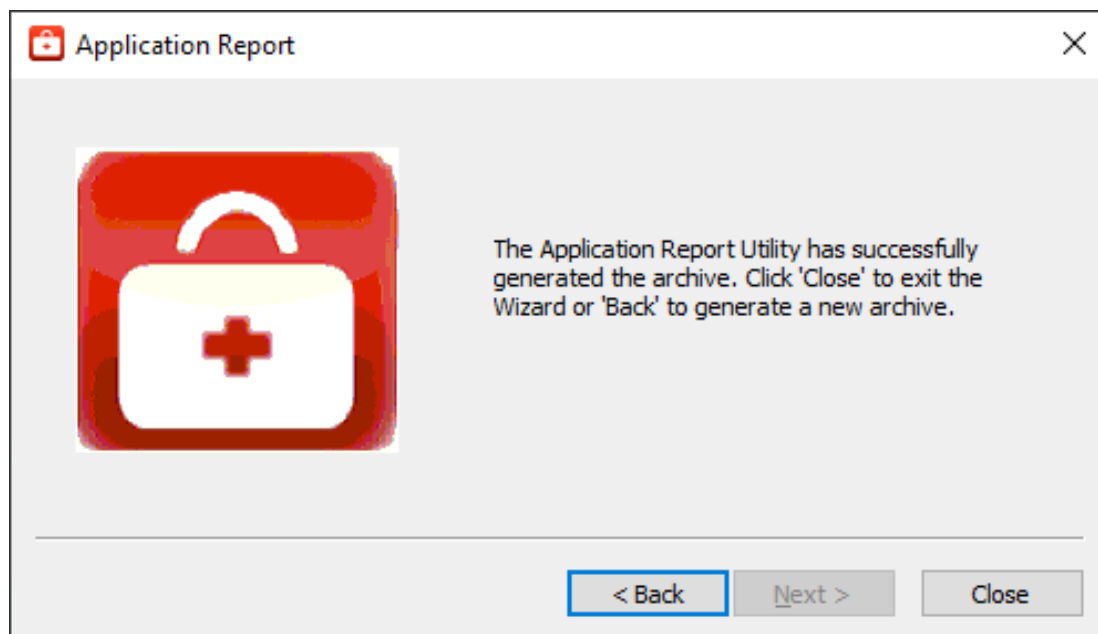 Application Report
The Application Report Utility has successfully
generated the archive. Click 'Close' to exit the
Wizard or 'Back' to generate a new archive.
< Back
Next >
Close